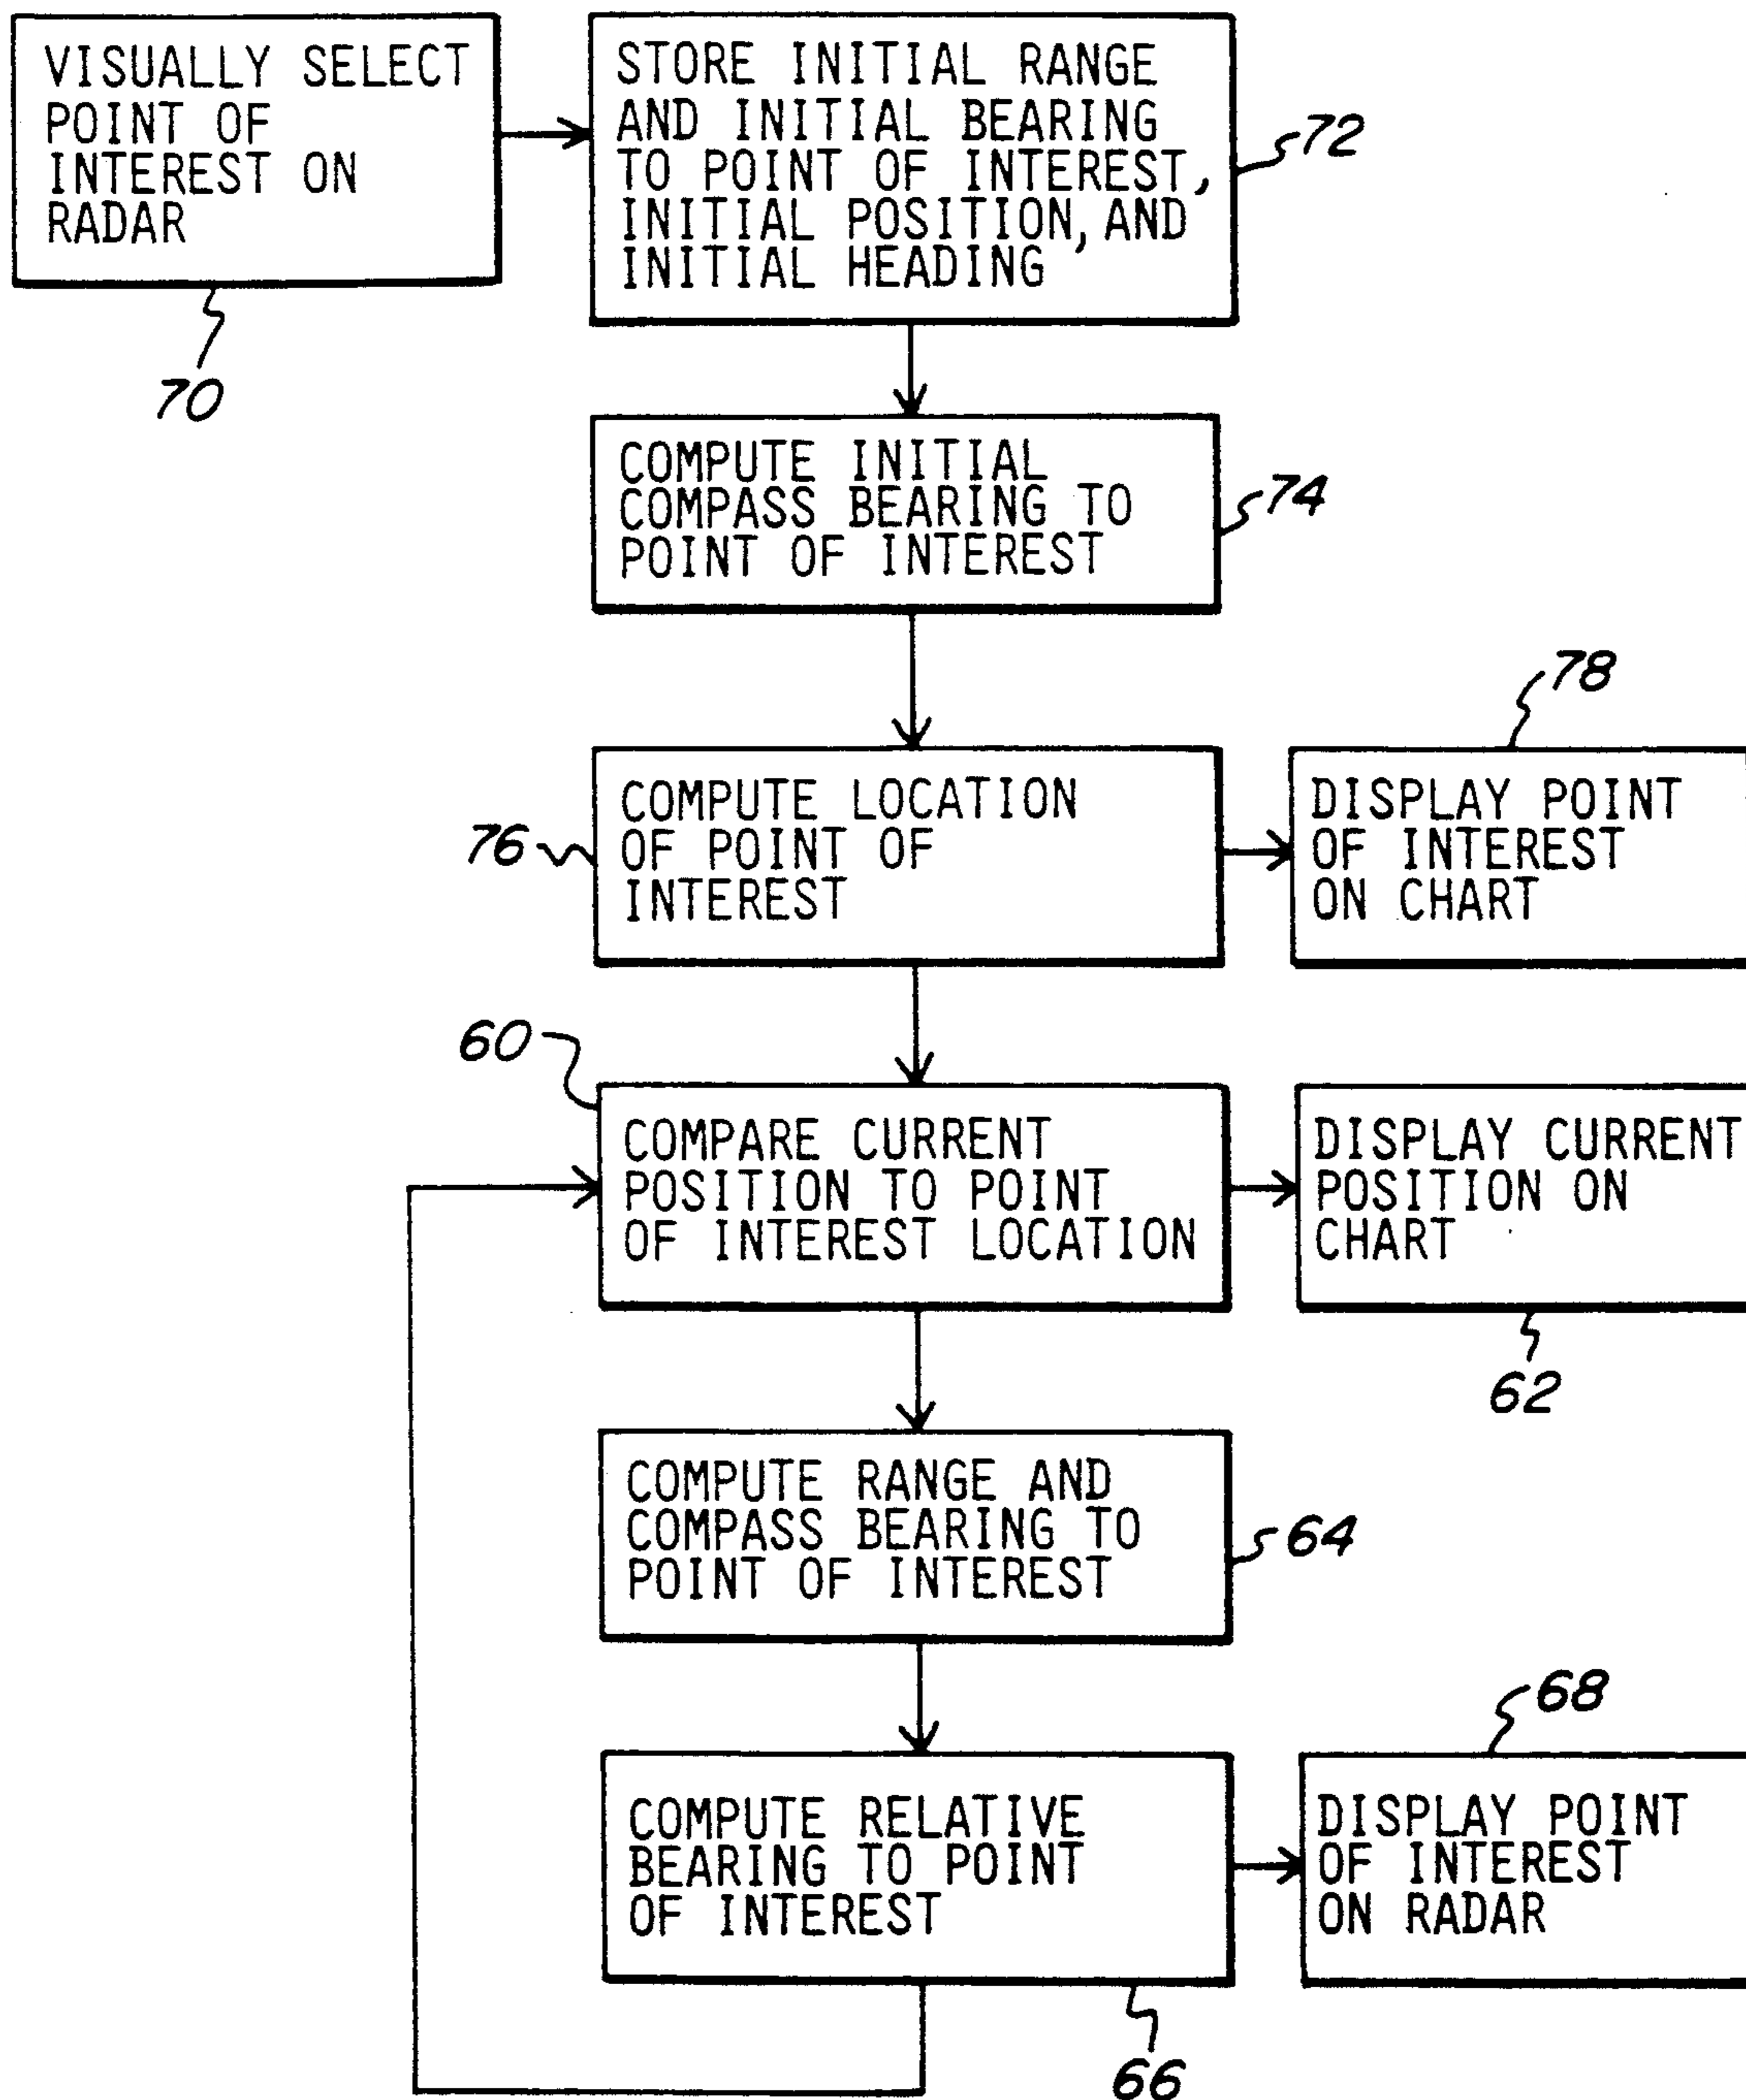 VISUALLY SELECT
POINT OF
INTEREST ON
RADAR
70
STORE INITIAL RANGE
AND INITIAL BEARING
TO POINT OF INTEREST,
INITIAL POSITION, AND
INITIAL HEADING
72
COMPUTE INITIAL
COMPASS BEARING TO
POINT OF INTEREST
74
76
COMPUTE LOCATION
OF POINT OF
INTEREST
78
DISPLAY POINT
OF INTEREST
ON CHART
60
COMPARE CURRENT
POSITION TO POINT
OF INTEREST LOCATION
DISPLAY CURRENT
POSITION ON
CHART
62
COMPUTE RANGE AND
COMPASS BEARING TO
POINT OF INTEREST
64
COMPUTE RELATIVE
BEARING TO POINT
OF INTEREST
66
68
DISPLAY POINT
OF INTEREST
ON RADAR